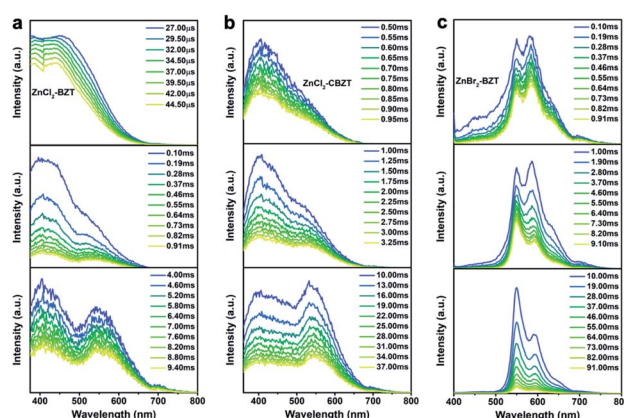 a
Intensity (a.u.)
ZnCl2-BZT
27.00μs
29.50μs
32.00μs
34.50μs
37.00μs
39.50μs
42.00μs
44.50μs
Intensity (a.u.)
0.10ms
0.19ms
0.28ms
0.37ms
0.46ms
0.55ms
0.64ms
0.73ms
0.82ms
0.91ms
Intensity (a.u.)
4.00ms
4.60ms
5.20ms
5.80ms
6.40ms
7.00ms
7.60ms
8.20ms
8.80ms
9.40ms
400 500 600 700 800
Wavelength (nm)
b
Intensity (a.u.)
ZnCl2-CBZT
0.50ms
0.55ms
0.60ms
0.65ms
0.70ms
0.75ms
0.80ms
0.85ms
0.90ms
0.95ms
Intensity (a.u.)
1.00ms
1.25ms
1.50ms
1.75ms
2.00ms
2.25ms
2.50ms
2.75ms
3.00ms
3.25ms
Intensity (a.u.)
10.00ms
13.00ms
16.00ms
19.00ms
22.00ms
25.00ms
28.00ms
31.00ms
34.00ms
37.00ms
400 500 600 700 800
Wavelength (nm)
c
Intensity (a.u.)
ZnBr2-BZT
0.10ms
0.19ms
0.28ms
0.37ms
0.46ms
0.55ms
0.64ms
0.73ms
0.82ms
0.91ms
Intensity (a.u.)
1.00ms
1.90ms
2.80ms
3.70ms
4.60ms
5.50ms
6.40ms
7.30ms
8.20ms
9.10ms
Intensity (a.u.)
10.00ms
19.00ms
28.00ms
37.00ms
46.00ms
55.00ms
64.00ms
73.00ms
82.00ms
91.00ms
400 500 600 700
Wavelength (nm)